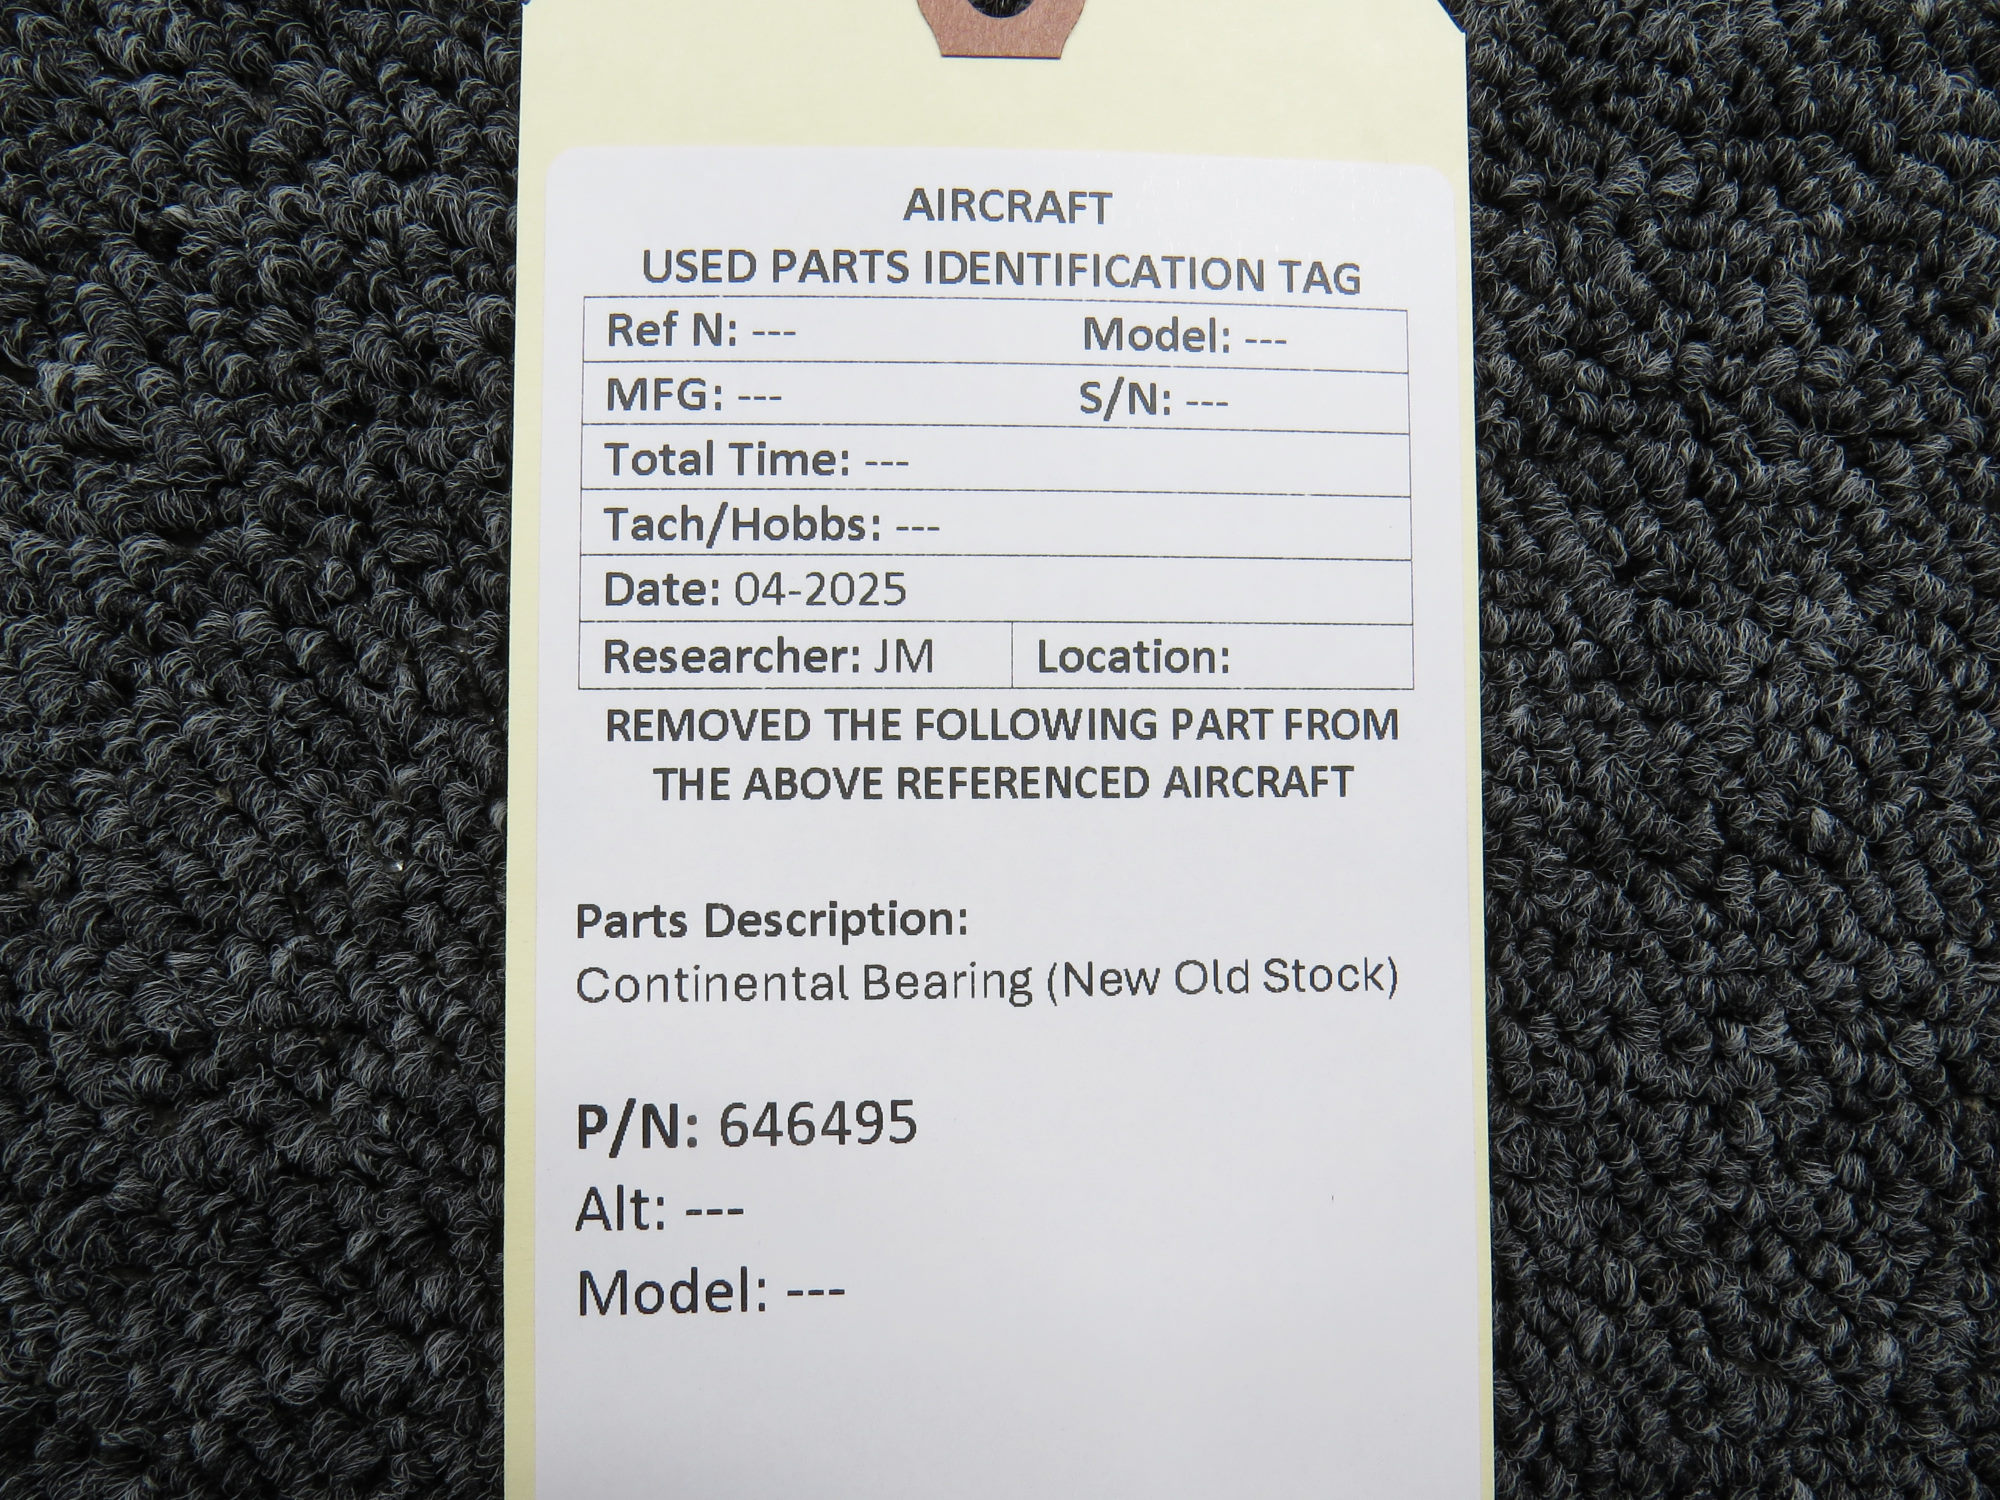 AIRCRAFT
USED PARTS IDENTIFICATION TAG
Ref N: --- Model: ---
MFG: --- S/N: ---
Total Time: ---
Tach/Hobbs: ---
Date: 04-2025
Researcher: JM Location:
REMOVED THE FOLLOWING PART FROM
THE ABOVE REFERENCED AIRCRAFT
Parts Description:
Continental Bearing (New Old Stock)
P/N: 646495
Alt: ---
Model: ---